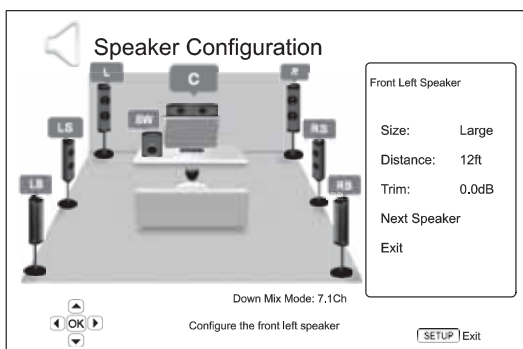 Speaker Configuration
L
C
R
SW
LS
RS
LB
RB
Front Left Speaker
Size: Large
Distance: 12ft
Trim: 0.0dB
Next Speaker
Exit
Down Mix Mode: 7.1Ch
OK
Configure the front left speaker
SETUP Exit